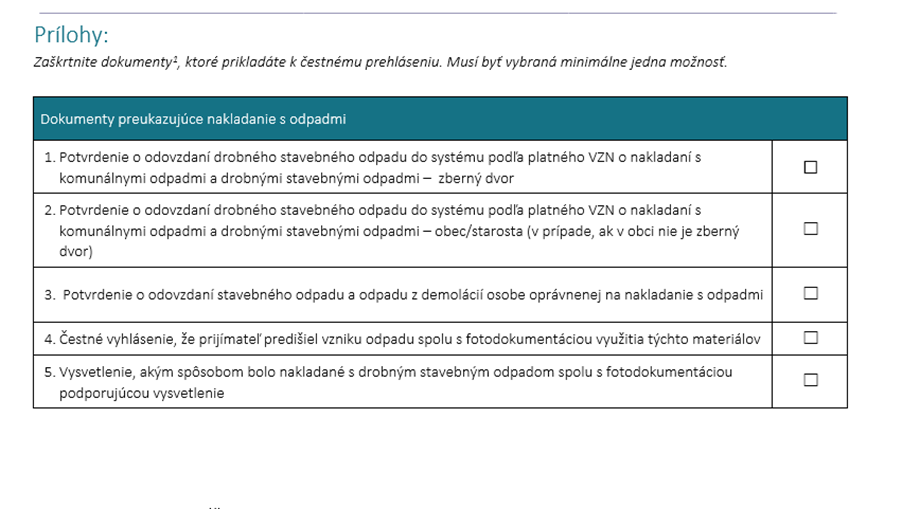 Prílohy:
Zaškrtnite dokumenty¹, ktoré prikladáte k čestnému prehláseniu. Musí byť vybraná minimálne jedna možnosť.
Dokumenty preukazujúce nakladanie s odpadmi
1. Potvrdenie o odovzdaní drobného stavebného odpadu do systému podľa platného VZN o nakladaní s
komunálnymi odpadmi a drobnými stavebnými odpadmi – zberný dvor
☐
2. Potvrdenie o odovzdaní drobného stavebného odpadu do systému podľa platného VZN o nakladaní s
komunálnymi odpadmi a drobnými stavebnými odpadmi – obec/starosta (v prípade, ak v obci nie je zberný
dvor)
☐
3. Potvrdenie o odovzdaní stavebného odpadu a odpadu z demolácií osobe oprávnenej na nakladanie s odpadmi
☐
4. Čestné vyhlásenie, že prijímateľ predišiel vzniku odpadu spolu s fotodokumentáciou využitia týchto materiálov
☐
5. Vysvetlenie, akým spôsobom bolo nakladané s drobným stavebným odpadom spolu s fotodokumentáciou
podporujúcou vysvetlenie
☐